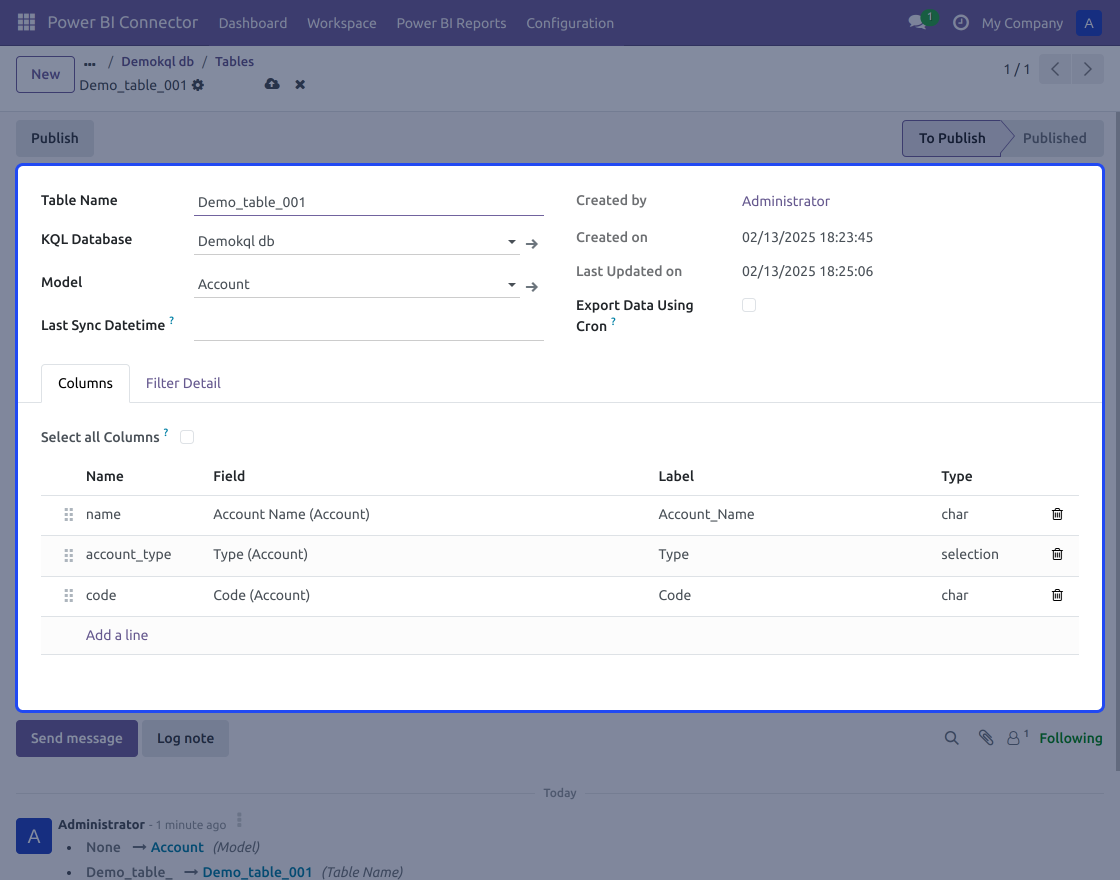 Power BI Connector Dashboard Workspace Power BI Reports Configuration 1 My Company A
New ... / Demokql db / Tables 1 / 1
Demo_table_001
Publish To Publish Published
Table Name Demo_table_001 Created by Administrator
KQL Database Demokql db Created on 02/13/2025 18:23:45
Model Account Last Updated on 02/13/2025 18:25:06
Last Sync Datetime ? Export Data Using
Cron ?
Columns Filter Detail
Select all Columns ?
Name Field Label Type
name Account Name (Account) Account_Name char
account_type Type (Account) Type selection
code Code (Account) Code char
Add a line
Send message Log note 1 Following
Today
A Administrator - 1 minute ago
• None → Account (Model)
• Demo_table_ → Demo_table_001 (Table Name)